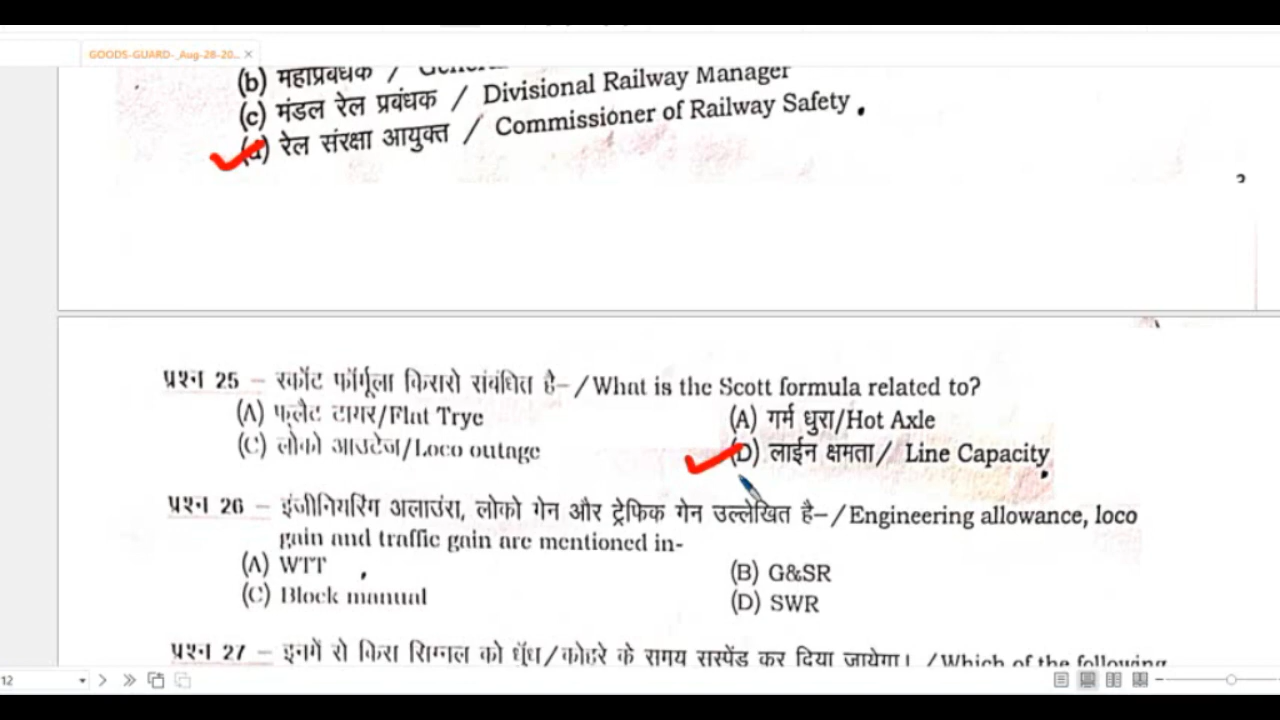 GOODS-GUARD-_Aug-28-20...
(b) महाप्रबंधक /
(c) मंडल रेल प्रबंधक / Divisional Railway Manager
रेल संरक्षा आयुक्त / Commissioner of Railway Safety
प्रश्न 25 – स्कॉट फॉर्मूला किससे संबंधित है– /What is the Scott formula related to?
(A) फ्लैट टायर/Flat Trye (A) गर्म धुरा/Hot Axle
(C) लोको आउटेज/Loco outage (D) लाईन क्षमता/ Line Capacity
प्रश्न 26 – इंजीनियरिंग अलाउंस, लोको गेन और ट्रेफिक गेन उल्लेखित है– /Engineering allowance, loco
gain and traffic gain are mentioned in-
(A) WTT (B) G&SR
(C) Block manual (D) SWR
प्रश्न 27 – इनमें से किस सिग्नल को धुँध/कोहरे के समय सस्पेंड कर दिया जायेगा। /Which of the following
12